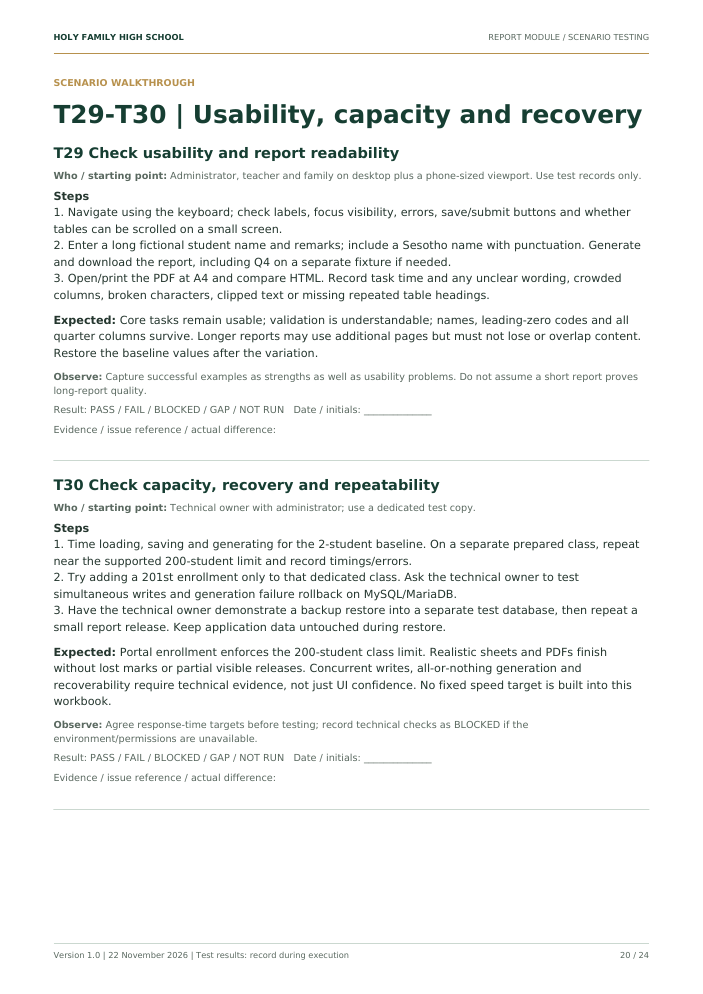 HOLY FAMILY HIGH SCHOOL
REPORT MODULE / SCENARIO TESTING
SCENARIO WALKTHROUGH
T29-T30 | Usability, capacity and recovery
T29 Check usability and report readability
Who / starting point: Administrator, teacher and family on desktop plus a phone-sized viewport. Use test records only.
Steps
1. Navigate using the keyboard; check labels, focus visibility, errors, save/submit buttons and whether
tables can be scrolled on a small screen.
2. Enter a long fictional student name and remarks; include a Sesotho name with punctuation. Generate
and download the report, including Q4 on a separate fixture if needed.
3. Open/print the PDF at A4 and compare HTML. Record task time and any unclear wording, crowded
columns, broken characters, clipped text or missing repeated table headings.
Expected: Core tasks remain usable; validation is understandable; names, leading-zero codes and all
quarter columns survive. Longer reports may use additional pages but must not lose or overlap content.
Restore the baseline values after the variation.
Observe: Capture successful examples as strengths as well as usability problems. Do not assume a short report proves
long-report quality.
Result: PASS / FAIL / BLOCKED / GAP / NOT RUN   Date / initials: ______________
Evidence / issue reference / actual difference:
T30 Check capacity, recovery and repeatability
Who / starting point: Technical owner with administrator; use a dedicated test copy.
Steps
1. Time loading, saving and generating for the 2-student baseline. On a separate prepared class, repeat
near the supported 200-student limit and record timings/errors.
2. Try adding a 201st enrollment only to that dedicated class. Ask the technical owner to test
simultaneous writes and generation failure rollback on MySQL/MariaDB.
3. Have the technical owner demonstrate a backup restore into a separate test database, then repeat a
small report release. Keep application data untouched during restore.
Expected: Portal enrollment enforces the 200-student class limit. Realistic sheets and PDFs finish
without lost marks or partial visible releases. Concurrent writes, all-or-nothing generation and
recoverability require technical evidence, not just UI confidence. No fixed speed target is built into this
workbook.
Observe: Agree response-time targets before testing; record technical checks as BLOCKED if the
environment/permissions are unavailable.
Result: PASS / FAIL / BLOCKED / GAP / NOT RUN   Date / initials: ______________
Evidence / issue reference / actual difference:
Version 1.0 | 22 November 2026 | Test results: record during execution
20 / 24